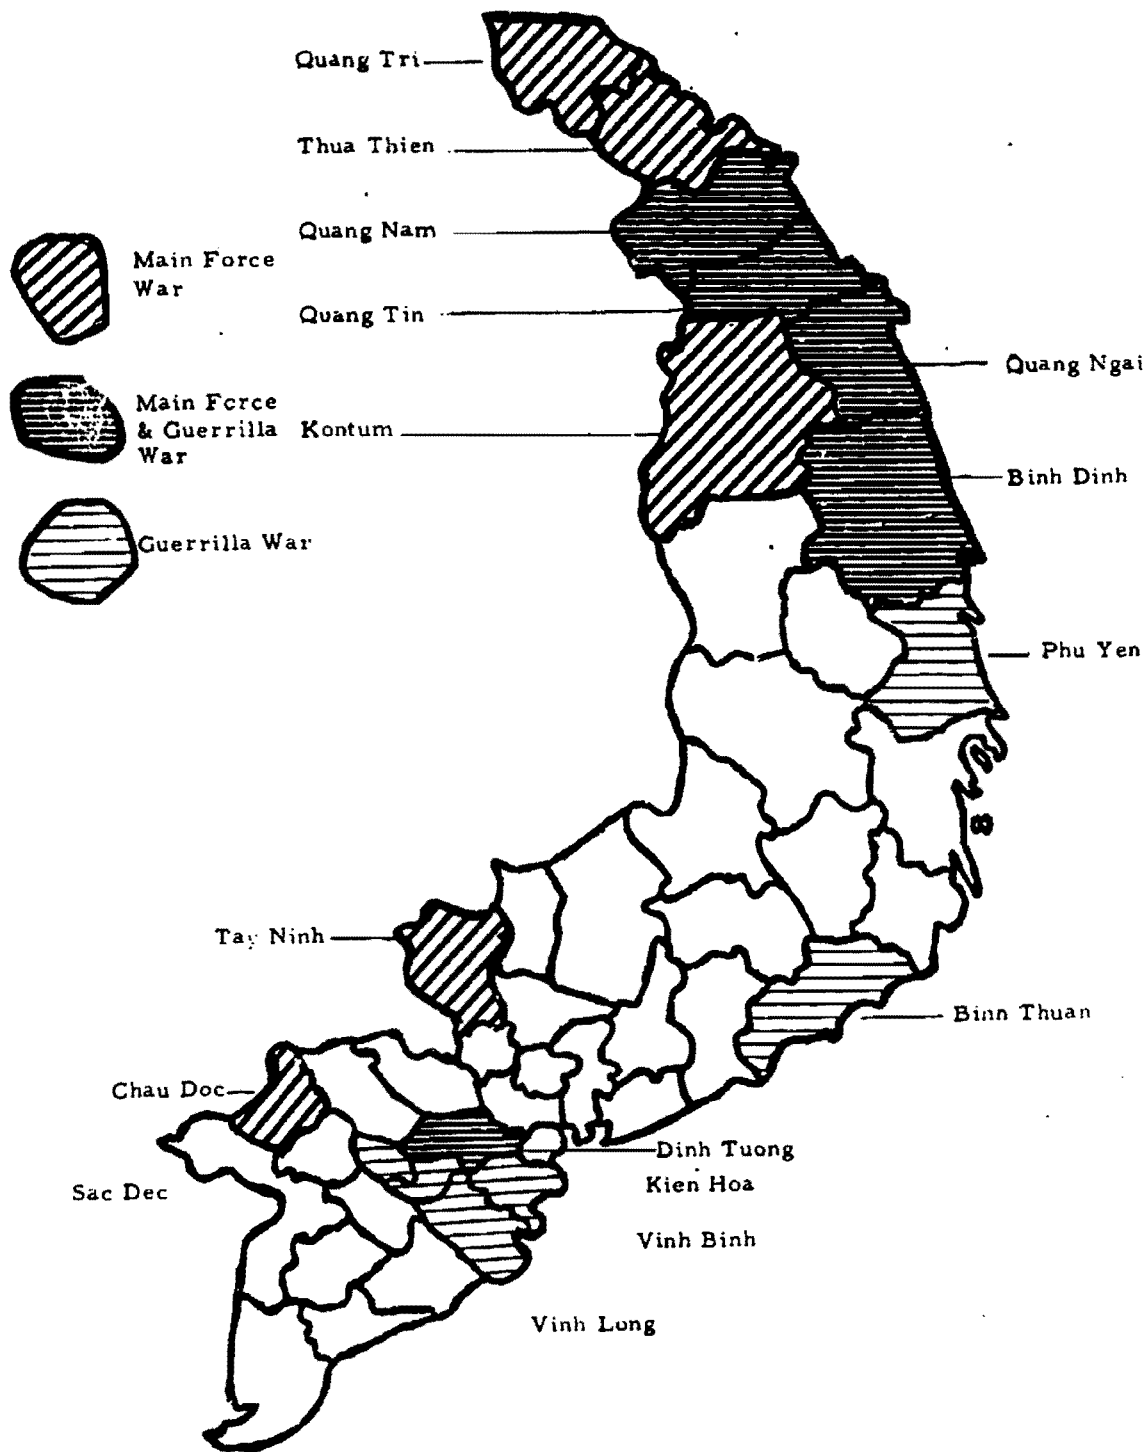 Quang Tri
Thua Thien
Quang Nam
Main Force
War
Quang Tin
Quang Ngai
Main Force
& Guerrilla
War
Kontum
Binh Dinh
Guerrilla War
Phu Yen
Tay Ninh
Binn Thuan
Chau Doc
Dinh Tuong
Sac Dec
Kien Hoa
Vinh Binh
Vinh Long